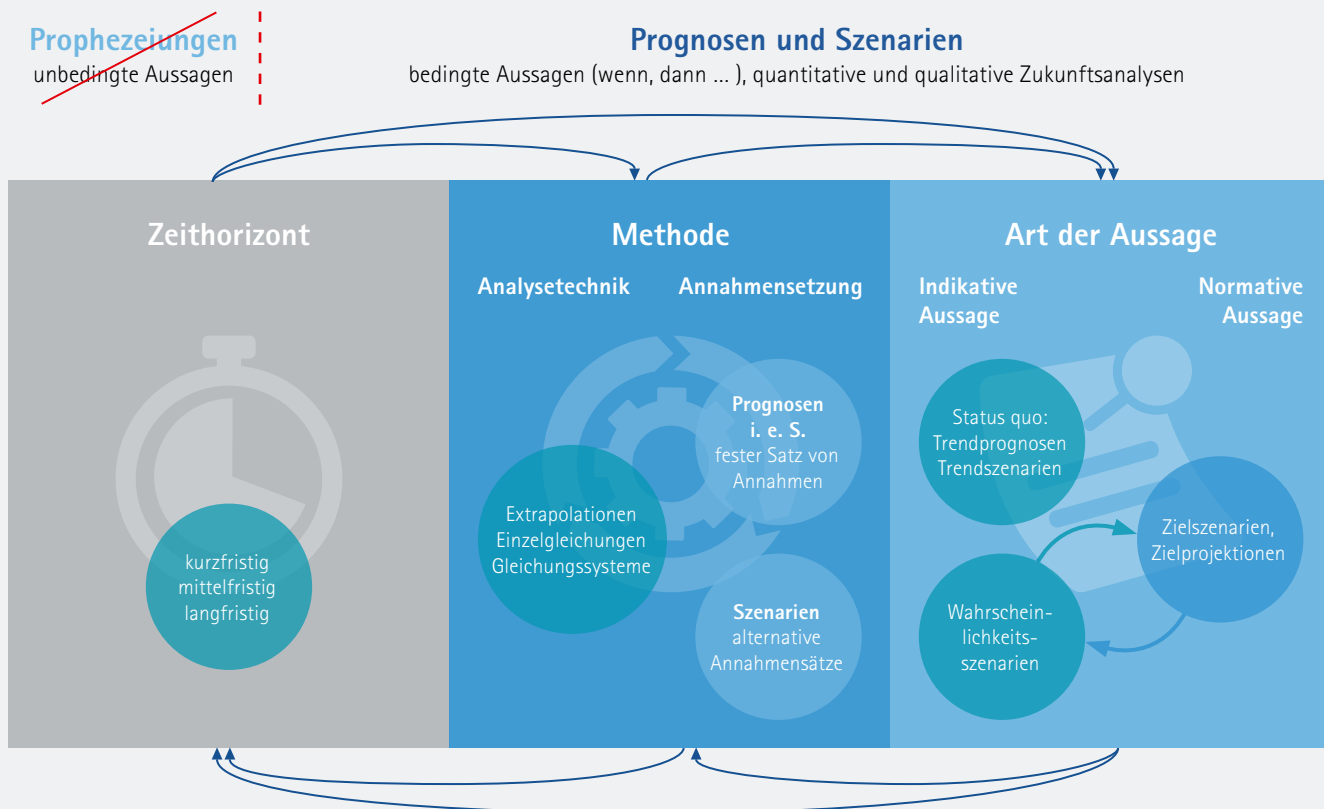 Prophezeiungen
unbedingte Aussagen
Prognosen und Szenarien
bedingte Aussagen (wenn, dann ... ), quantitative und qualitative Zukunftsanalysen
Zeithorizont
kurzfristig
mittelfristig
langfristig
Methode
Analysetechnik
Annahmensetzung
Extrapolationen
Einzelgleichungen
Gleichungssysteme
Prognosen
i. e. S.
fester Satz von
Annahmen
Szenarien
alternative
Annahmensätze
Art der Aussage
Indikative
Aussage
Normative
Aussage
Status quo:
Trendprognosen
Trendszenarien
Wahrschein-
lichkeits-
szenarien
Zielszenarien,
Zielprojektionen